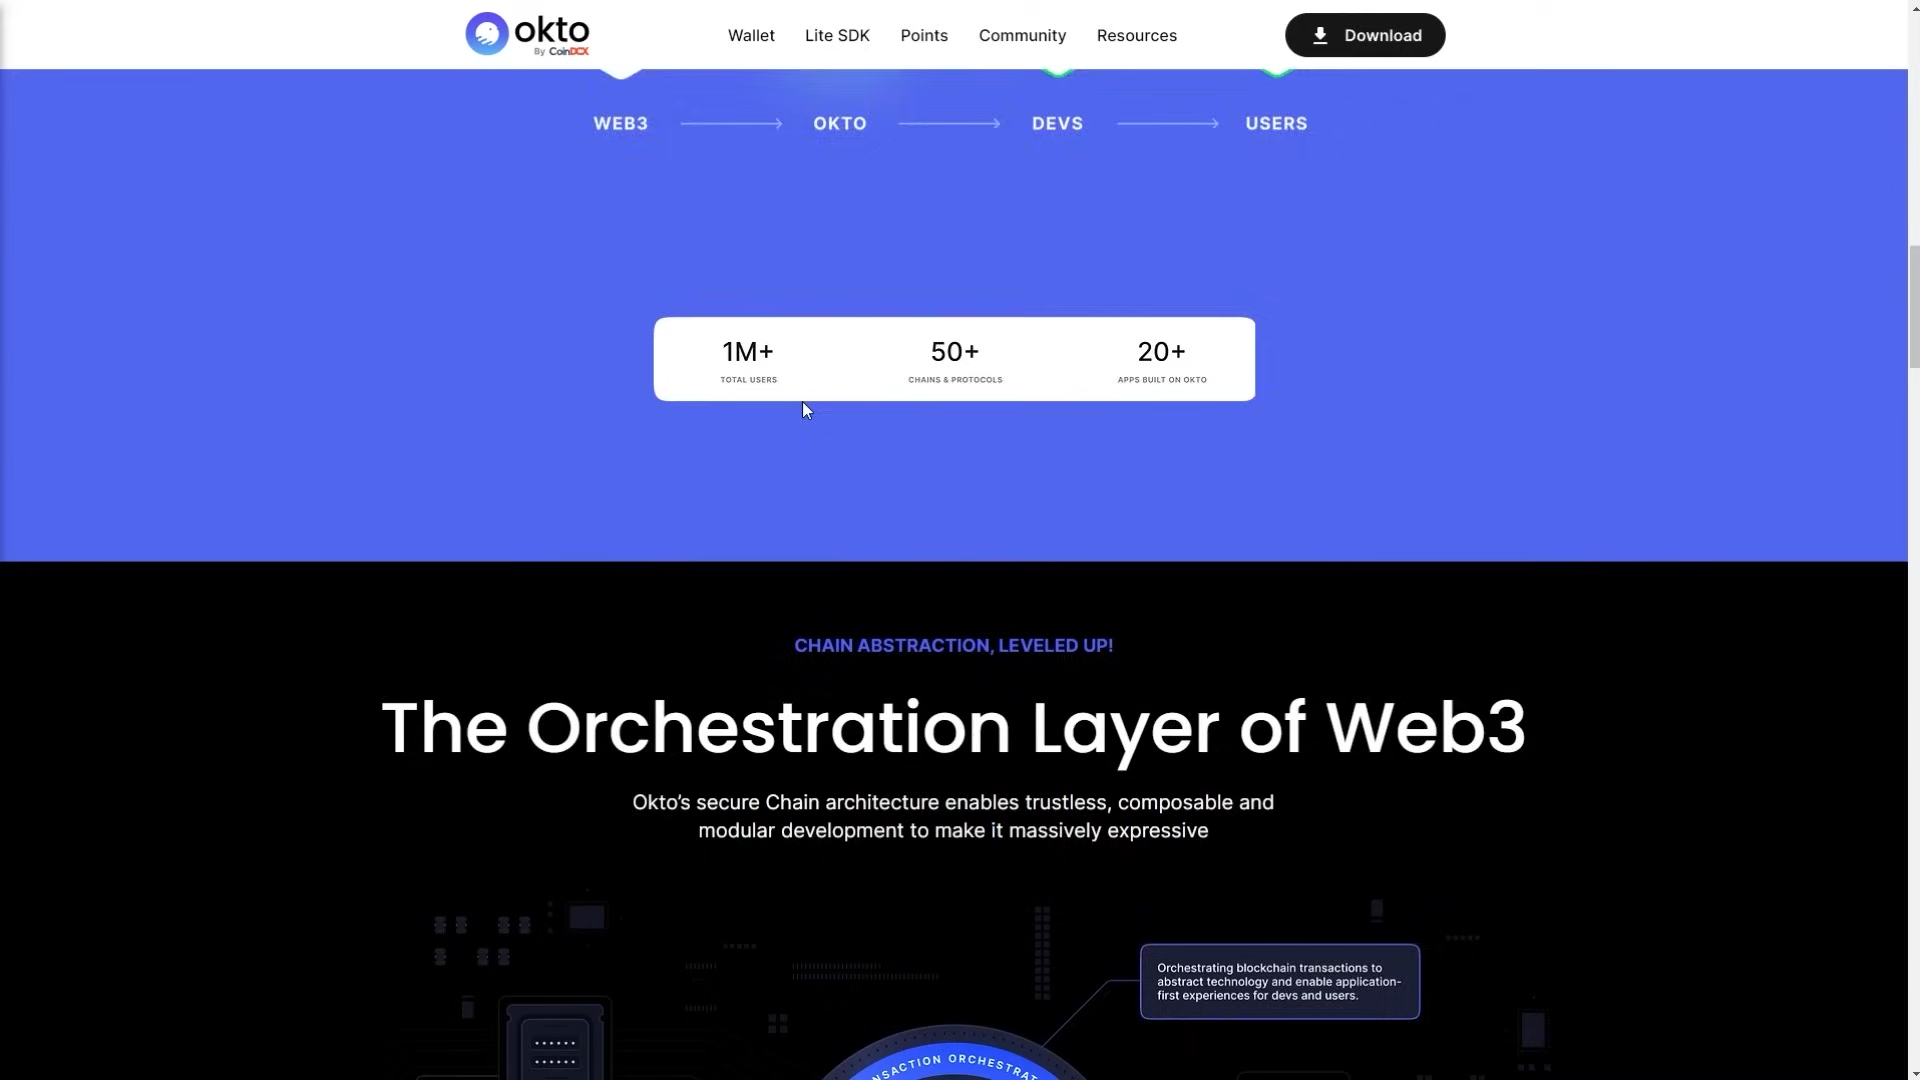 okto
By CoinDCX
Wallet
Lite SDK
Points
Community
Resources
Download
WEB3
OKTO
DEVS
USERS
1M+
TOTAL USERS
50+
CHAINS & PROTOCOLS
20+
APPS BUILT ON OKTO
CHAIN ABSTRACTION, LEVELED UP!
The Orchestration Layer of Web3
Okto’s secure Chain architecture enables trustless, composable and
modular development to make it massively expressive
Orchestrating blockchain transactions to
abstract technology and enable application-
first experiences for devs and users.